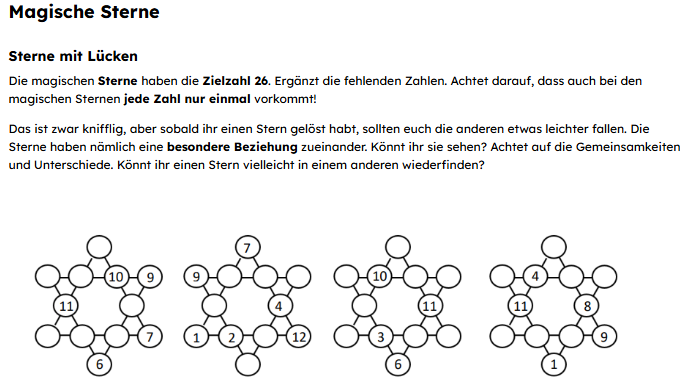 Magische Sterne
Sterne mit Lücken
Die magischen Sterne haben die Zielzahl 26. Ergänzt die fehlenden Zahlen. Achtet darauf, dass auch bei den
magischen Sternen jede Zahl nur einmal vorkommt!
Das ist zwar knifflig, aber sobald ihr einen Stern gelöst habt, sollten euch die anderen etwas leichter fallen. Die
Sterne haben nämlich eine besondere Beziehung zueinander. Könnt ihr sie sehen? Achtet auf die Gemeinsamkeiten
und Unterschiede. Könnt ihr einen Stern vielleicht in einem anderen wiederfinden?
7
10 9 9 10 4
11 4 11 11 8
7 1 2 12 3 9
6 6 1